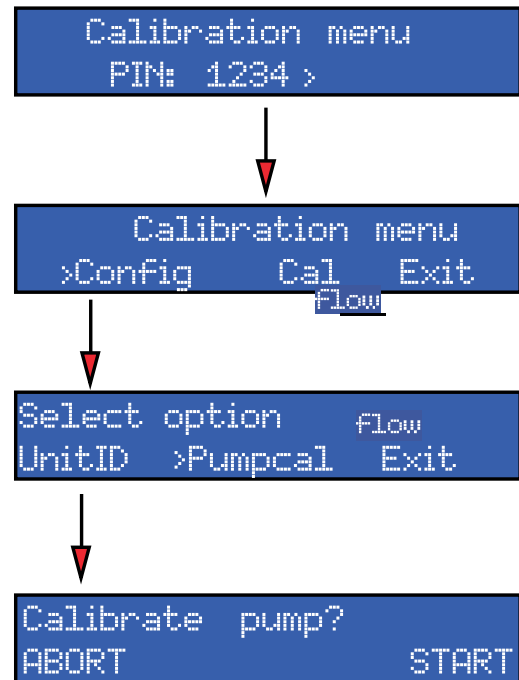 Calibration menu
PIN: 1234 >
Calibration menu
>Config Cal Exit
flow
Select option flow
UnitID >Pumpcal Exit
Calibrate pump?
ABORT START